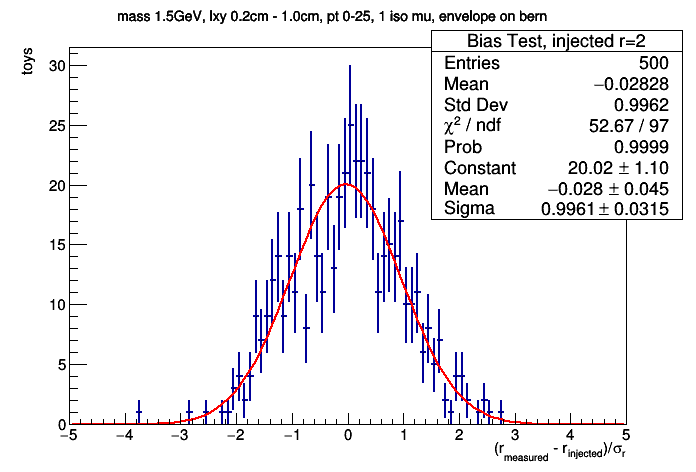 mass 1.5GeV, lxy 0.2cm - 1.0cm, pt 0-25, 1 iso mu, envelope on bern
Bias Test, injected r=2
Entries 500
Mean −0.02828
Std Dev 0.9962
χ² / ndf 52.67 / 97
Prob 0.9999
Constant 20.02 ± 1.10
Mean −0.028 ± 0.045
Sigma 0.9961 ± 0.0315
toys
30
25
20
15
10
5
0
−5 −4 −3 −2 −1 0 1 2 3 4 5
(r_measured - r_injected)/σ_r